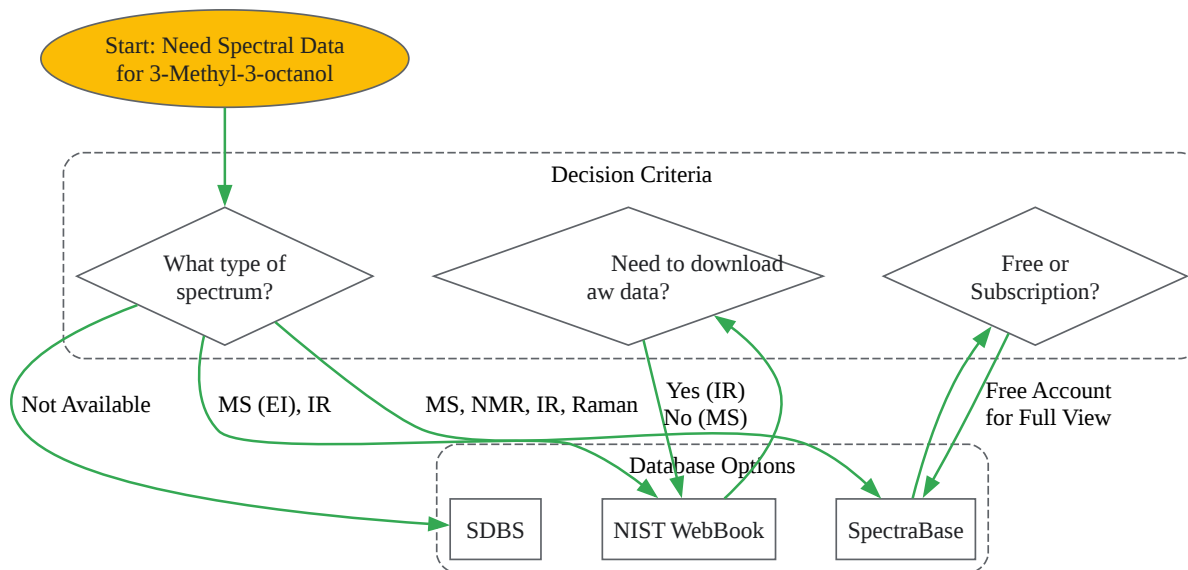 Start: Need Spectral Data
for 3-Methyl-3-octanol
Decision Criteria
What type of
spectrum?
Need to download
aw data?
Free or
Subscription?
Not Available
MS (EI), IR
MS, NMR, IR, Raman
Yes (IR)
No (MS)
Free Account
for Full View
Database Options
SDBS
NIST WebBook
SpectraBase